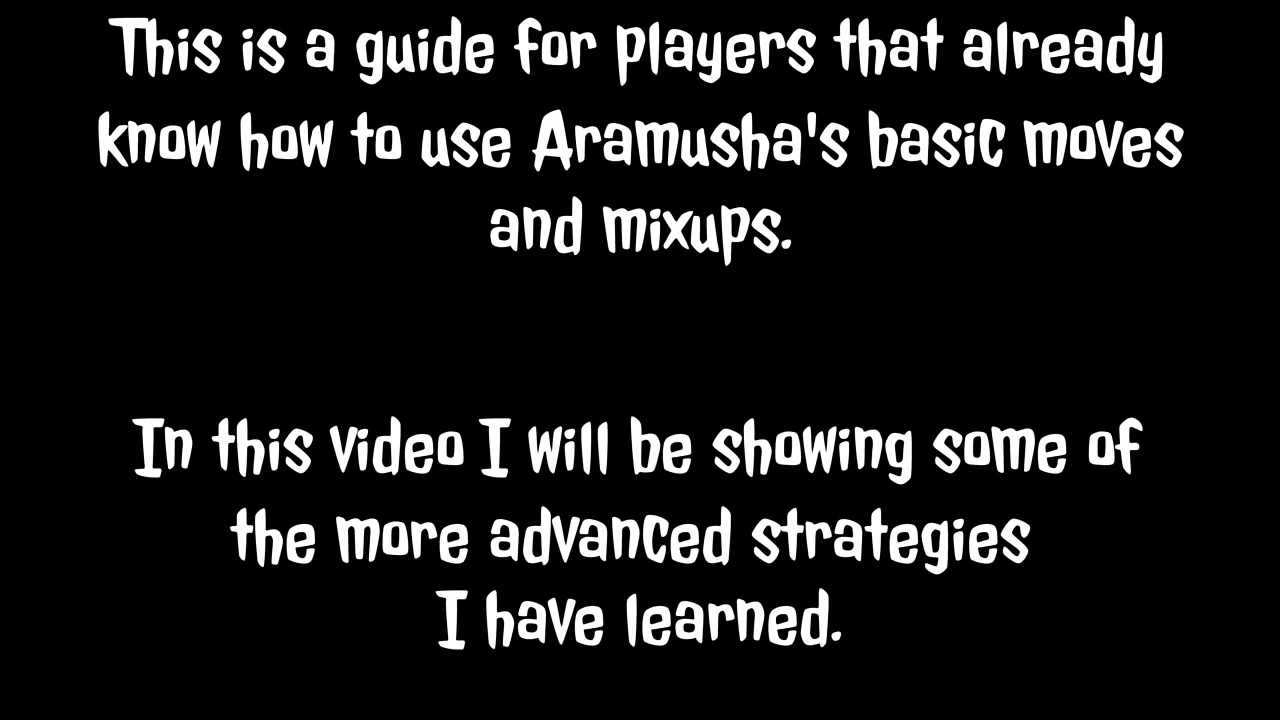 This is a guide for players that already
know how to use Aramusha's basic moves
and mixups.
In this video I will be showing some of
the more advanced strategies
I have learned.